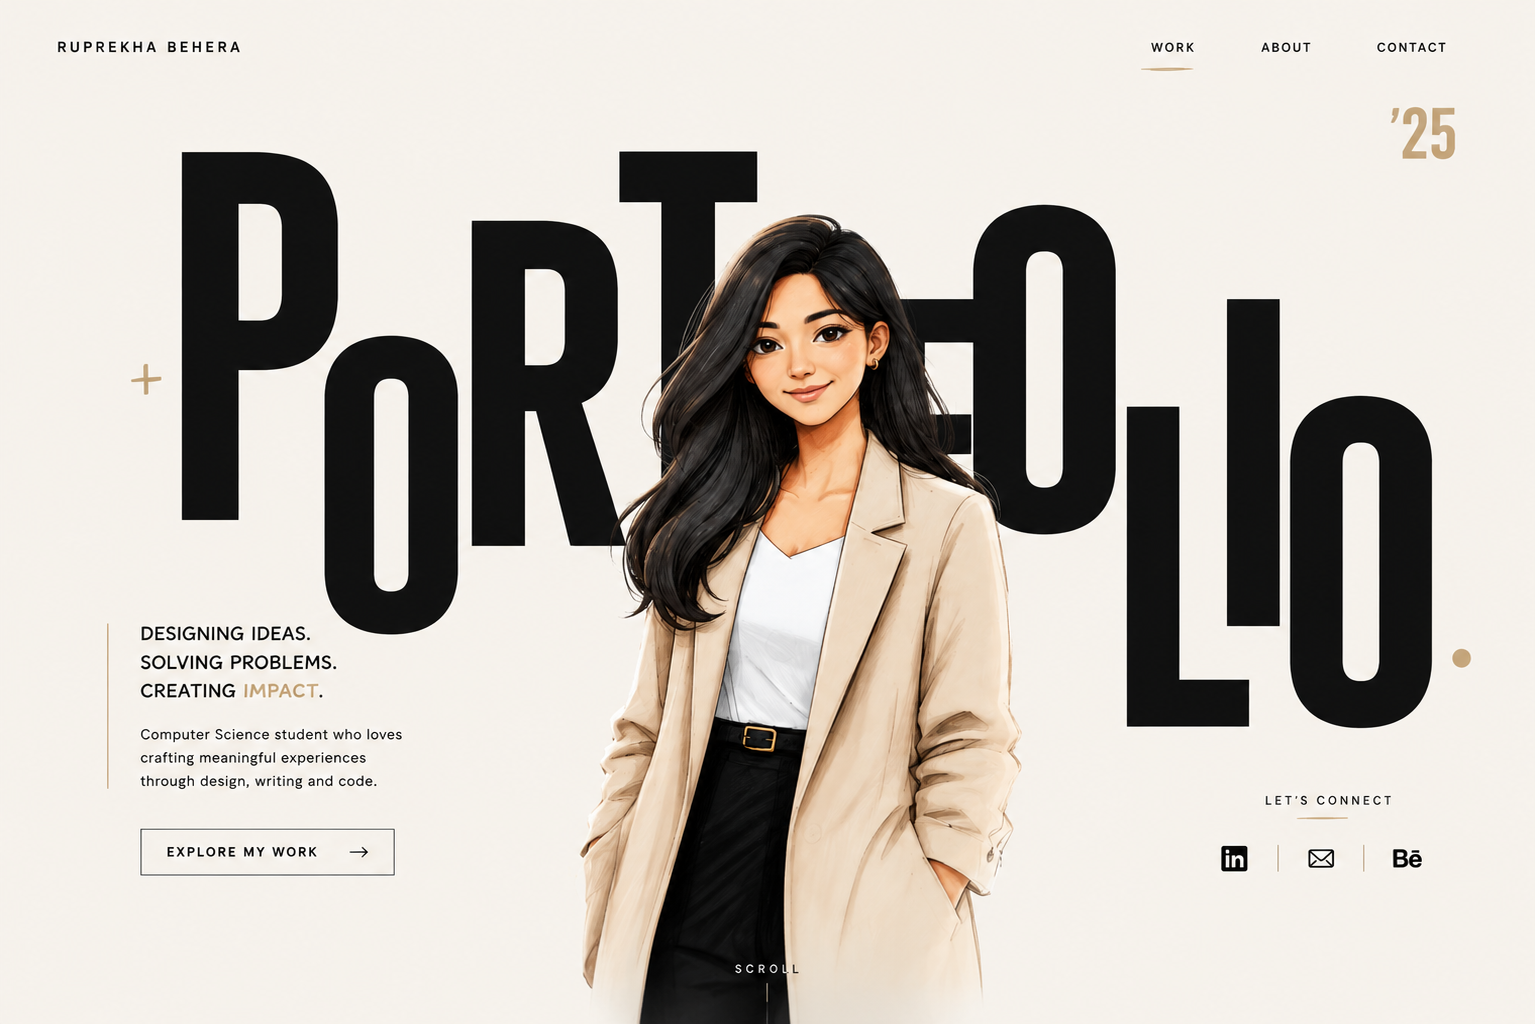 RUPREKHA BEHERA
WORK
ABOUT
CONTACT
’25
PORTFOLIO
DESIGNING IDEAS.
SOLVING PROBLEMS.
CREATING IMPACT.
Computer Science student who loves
crafting meaningful experiences
through design, writing and code.
EXPLORE MY WORK
LET’S CONNECT
in
Bē
SCROLL